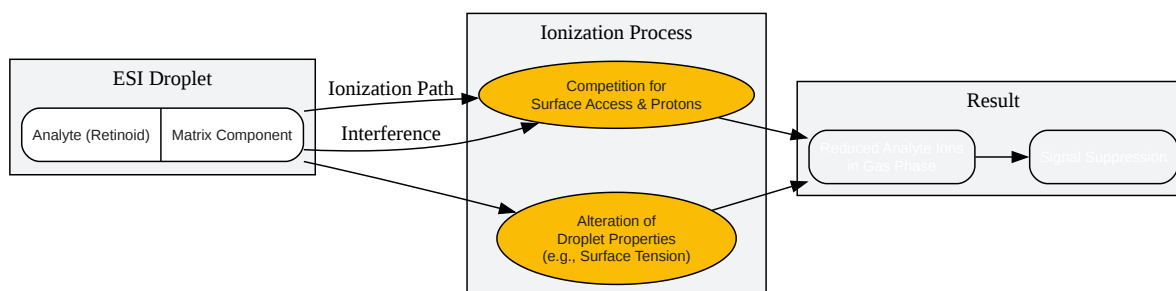 ESI Droplet
Analyte (Retinoid)
Matrix Component
Ionization Path
Interference
Ionization Process
Competition for
Surface Access & Protons
Alteration of
Droplet Properties
(e.g., Surface Tension)
Result
Reduced Analyte Ions
in Gas Phase
Signal Suppression